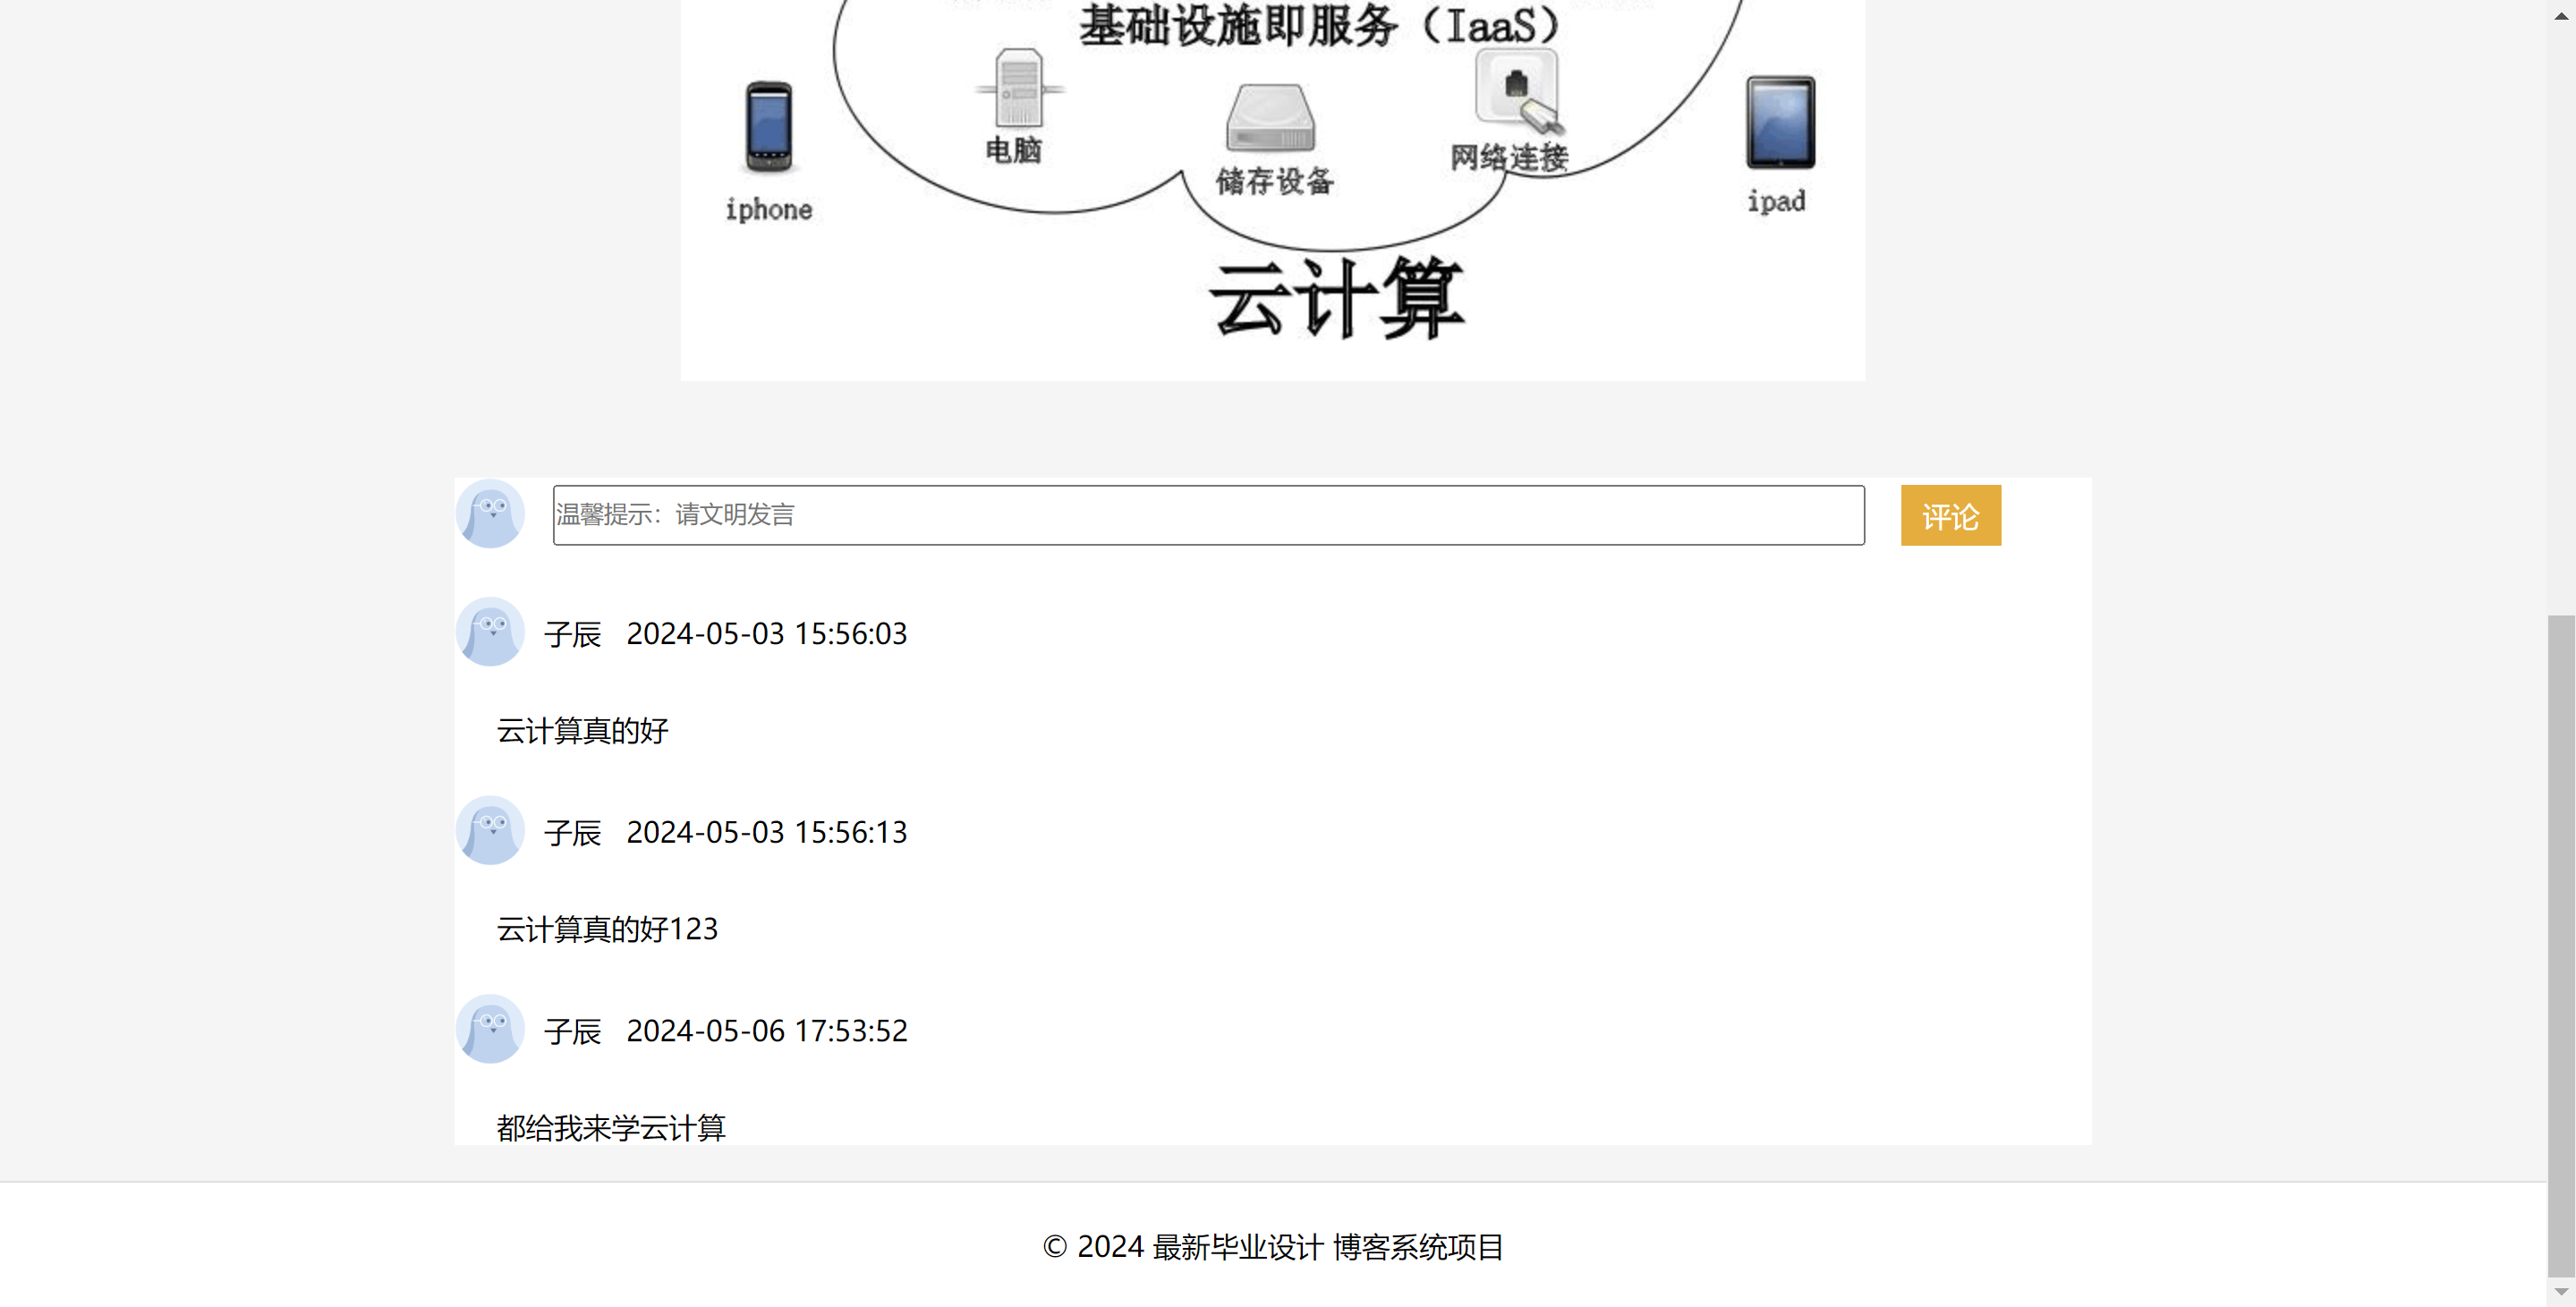 基础设施即服务（IaaS）
电脑
储存设备
网络连接
iphone
ipad
云计算
温馨提示：请文明发言
评论
子辰 2024-05-03 15:56:03
云计算真的好
子辰 2024-05-03 15:56:13
云计算真的好123
子辰 2024-05-06 17:53:52
都给我来学云计算
© 2024 最新毕业设计 博客系统项目